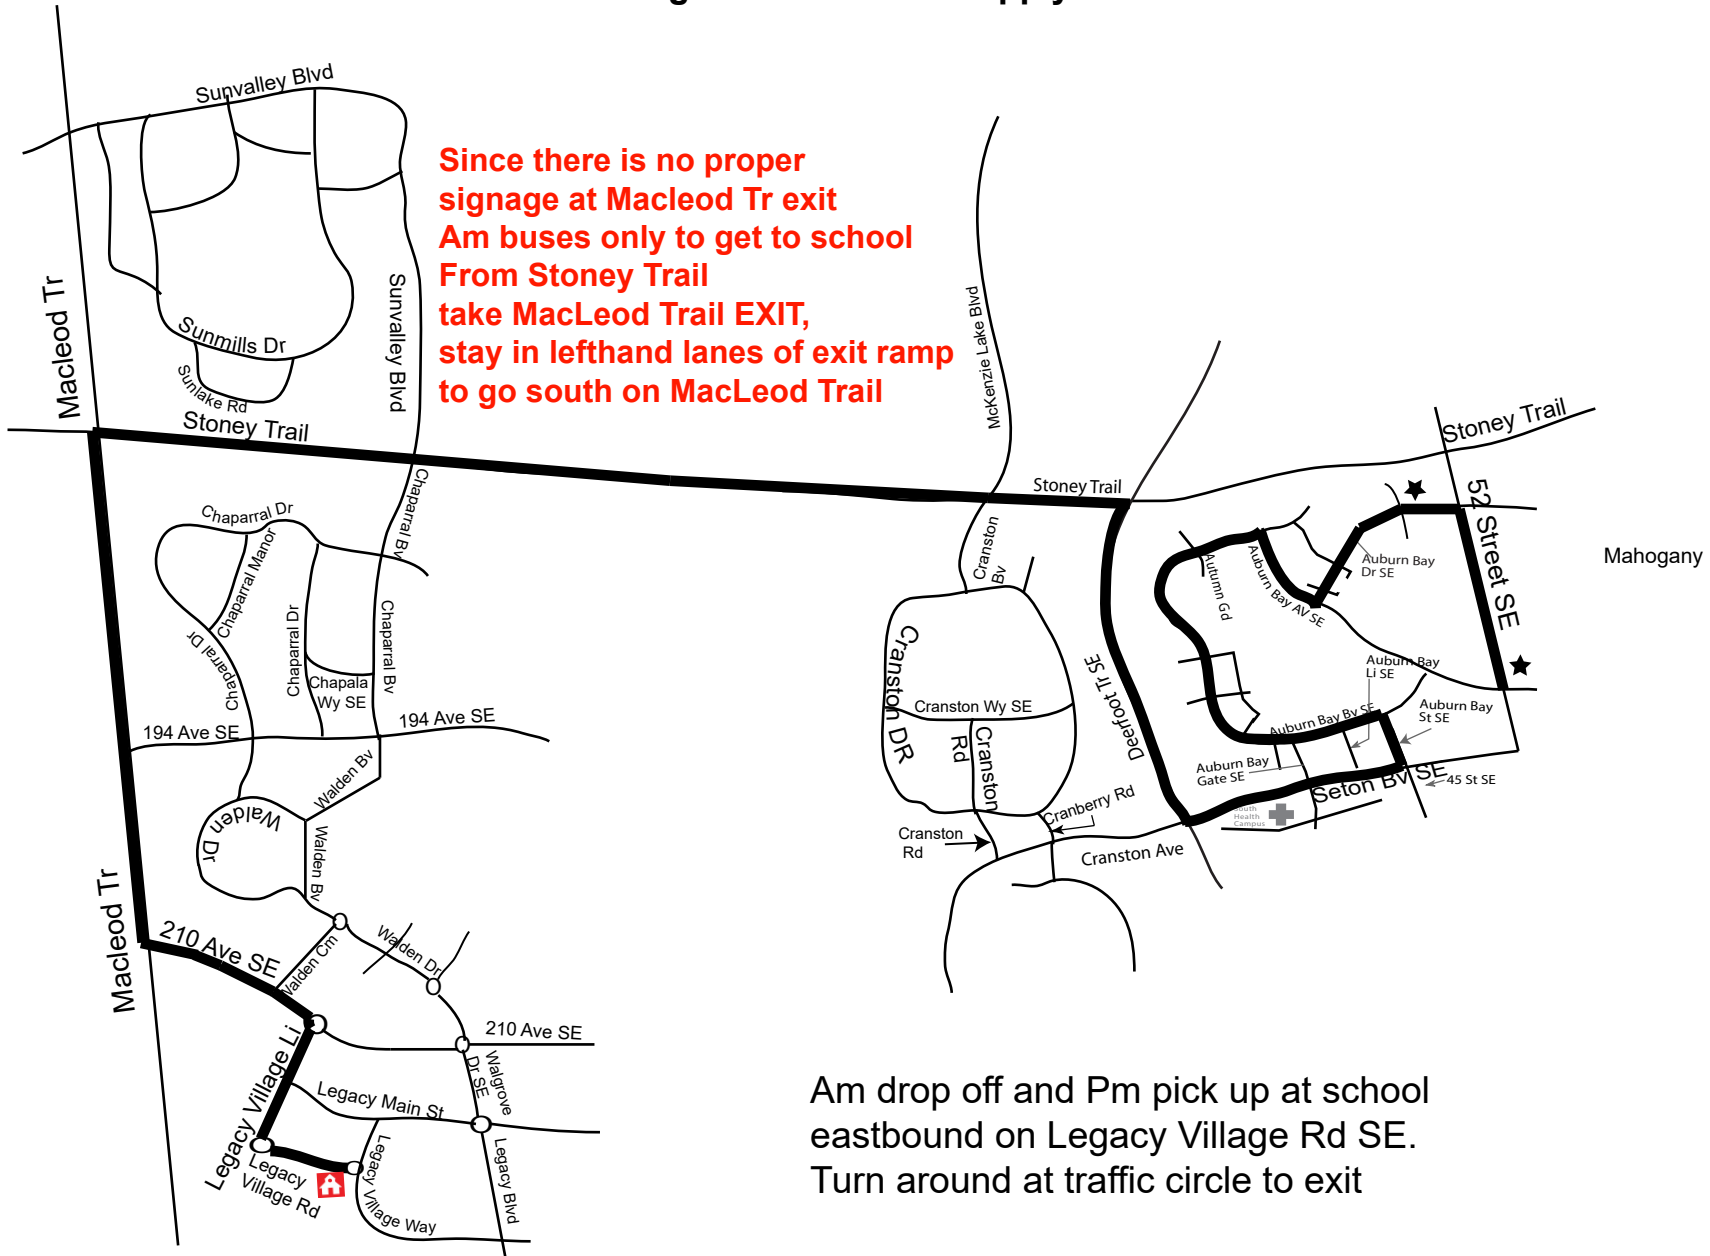 Sunvalley Blvd
Since there is no proper
signage at Macleod Tr exit
Am buses only to get to school
From Stoney Trail
take MacLeod Trail EXIT,
stay in lefthand lanes of exit ramp
to go south on MacLeod Trail
Macleod Tr
Sunvalley Blvd
Sunmills Dr
Sunlake Rd
McKenzie Lake Blvd
Stoney Trail
Stoney Trail
Stoney Trail
52 Street SE
Mahogany
Chaparral Bv
Chaparral Dr
Chaparral Manor
Chaparral Dr
Chaparral Dr
Chaparral Bv
Chapala
Wy SE
194 Ave SE
194 Ave SE
Cranston
Bv
Cranston DR
Cranston Wy SE
Cranston
Rd
Deerfoot Tr SE
Autumn Gd
Auburn Bay AV SE
Auburn Bay
Dr SE
Auburn Bay
Li SE
Auburn Bay
St SE
Auburn Bay Bv SE
Auburn Bay
Gate SE
Seton Bv SE
45 St SE
South
Health
Campus
Cranberry Rd
Cranston
Rd
Cranston Ave
Walden Bv
Walden
Dr
Walden Bv
Macleod Tr
210 Ave SE
Walden Cm
Walden Dr
210 Ave SE
Walgrove
Dr SE
Legacy Village Li
Legacy Main St
Legacy
Village Rd
Legacy Village Way
Legacy Blvd
Am drop off and Pm pick up at school
eastbound on Legacy Village Rd SE.
Turn around at traffic circle to exit